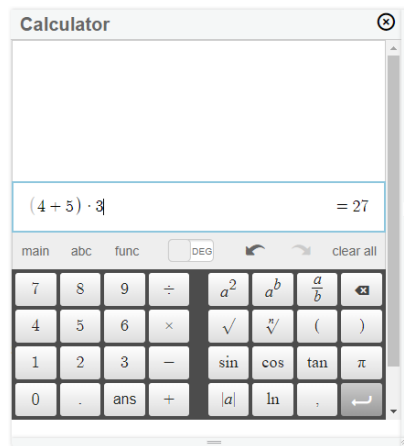 Calculator
(4 + 5) · 3 = 27
main abc func DEG clear all
7 8 9 ÷ a² aᵇ a/b
4 5 6 × √ ⁿ√ ( )
1 2 3 − sin cos tan π
0 . ans + |a| ln ,